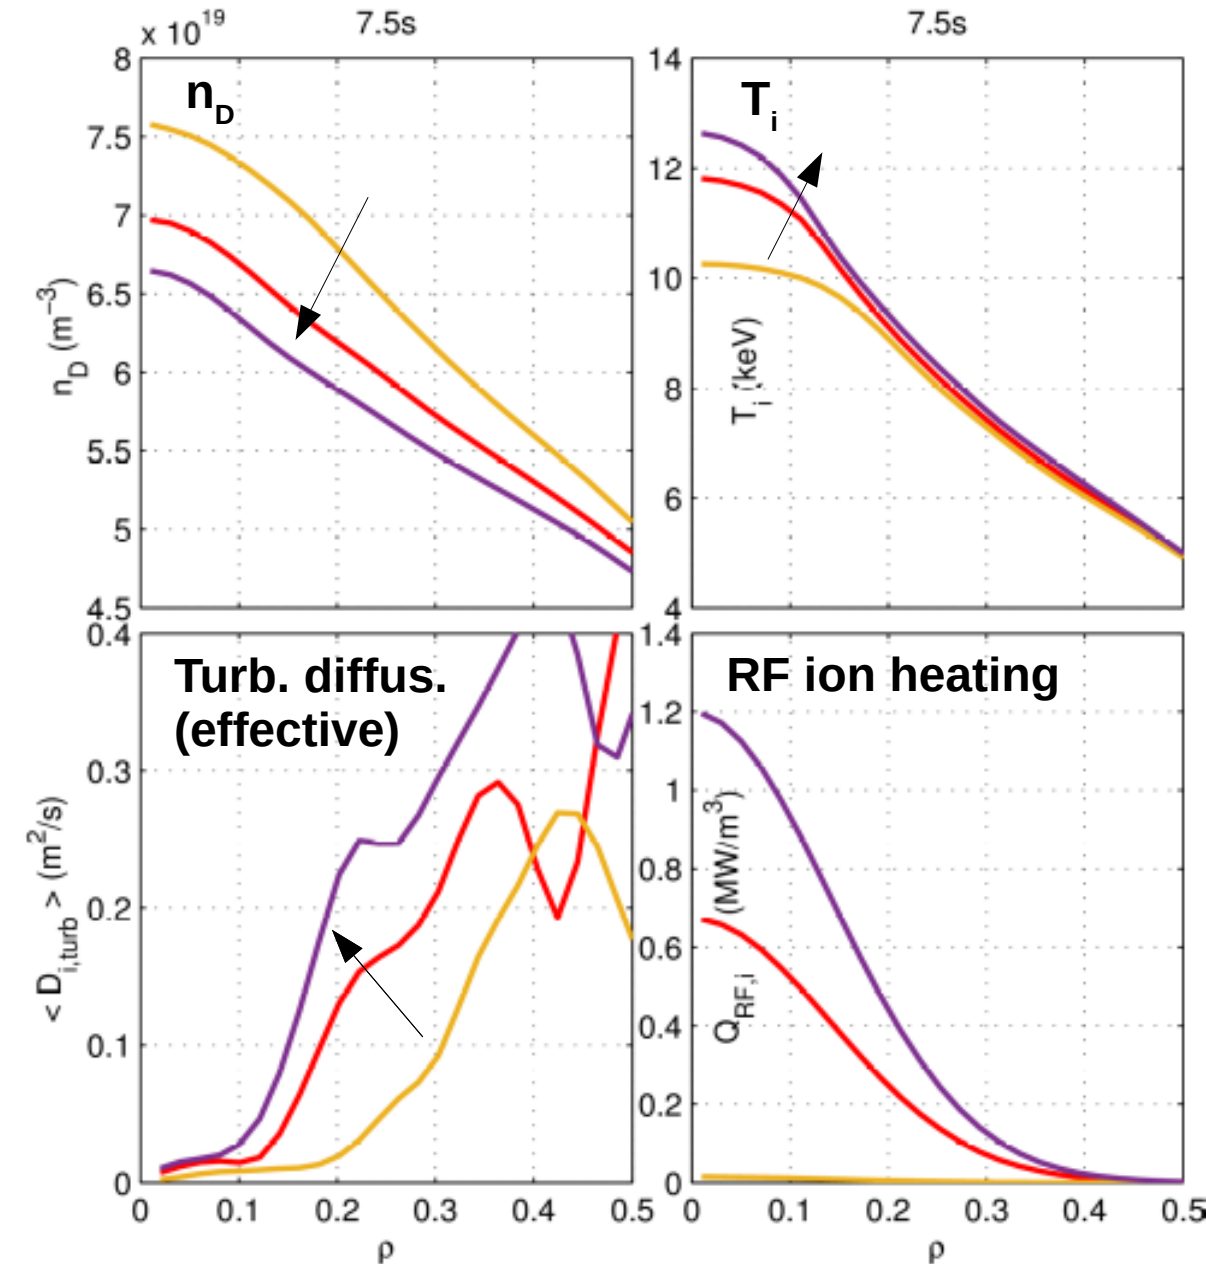 7.5s
7.5s
x 10^19
n_D
T_i
8
7.5
7
6.5
6
5.5
5
4.5
n_D (m^−3)
14
12
10
8
6
4
T_i (keV)
Turb. diffus.
(effective)
RF ion heating
0.4
0.3
0.2
0.1
0
< D_i,turb > (m^2/s)
1.4
1.2
1
0.8
0.6
0.4
0.2
0
Q_RF,i (MW/m^3)
0 0.1 0.2 0.3 0.4 0.5
0 0.1 0.2 0.3 0.4 0.5
ρ
ρ